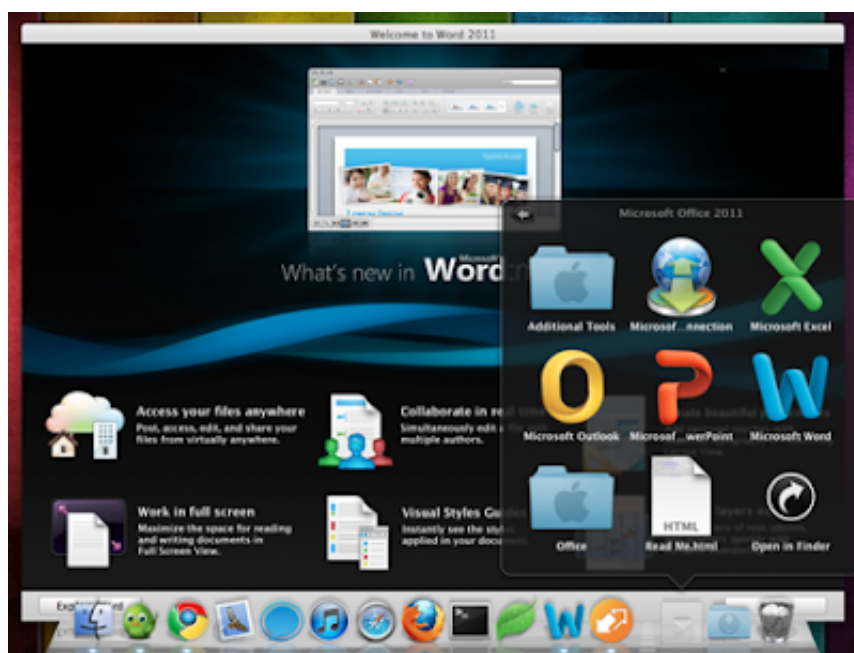 Welcome to Word 2011
Microsoft Office 2011
What's new in Word:
Additional Tools
Microsof...nnection
Microsoft Excel
Microsoft Outlook
Microsof...werPoint
Microsoft Word
Access your files anywhere
Post, access, edit, and share your
files from virtually anywhere.
Collaborate in real time
Simultaneously edit
multiple authors.
Work in full screen
Maximize the space for reading
and writing documents in
Full Screen View.
Visual Styles Guides
Instantly see the styles
applied in your document.
Office
HTML
Read Me.html
Open in Finder